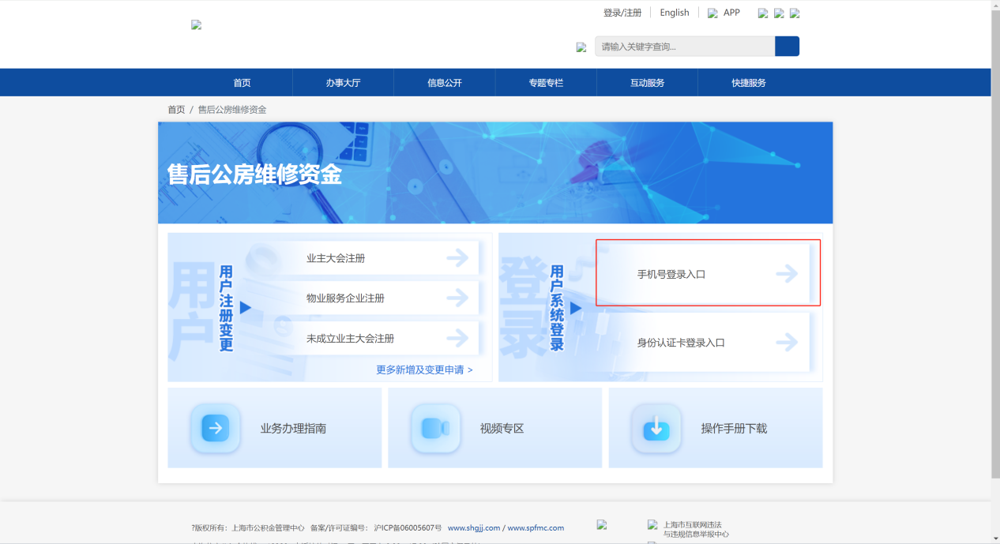 登录/注册
English
APP
请输入关键字查询...
首页
办事大厅
信息公开
专题专栏
互动服务
快捷服务
首页 / 售后公房维修资金
售后公房维修资金
用户
用户注册变更
业主大会注册
物业服务企业注册
未成立业主大会注册
更多新增及变更申请 >
登录
用户系统登录
手机号登录入口
身份认证卡登录入口
业务办理指南
视频专区
操作手册下载
?版权所有：上海市公积金管理中心 备案/许可证编号： 沪ICP备06005607号 www.shgjj.com / www.spfmc.com
上海市互联网违法
与违规信息举报中心